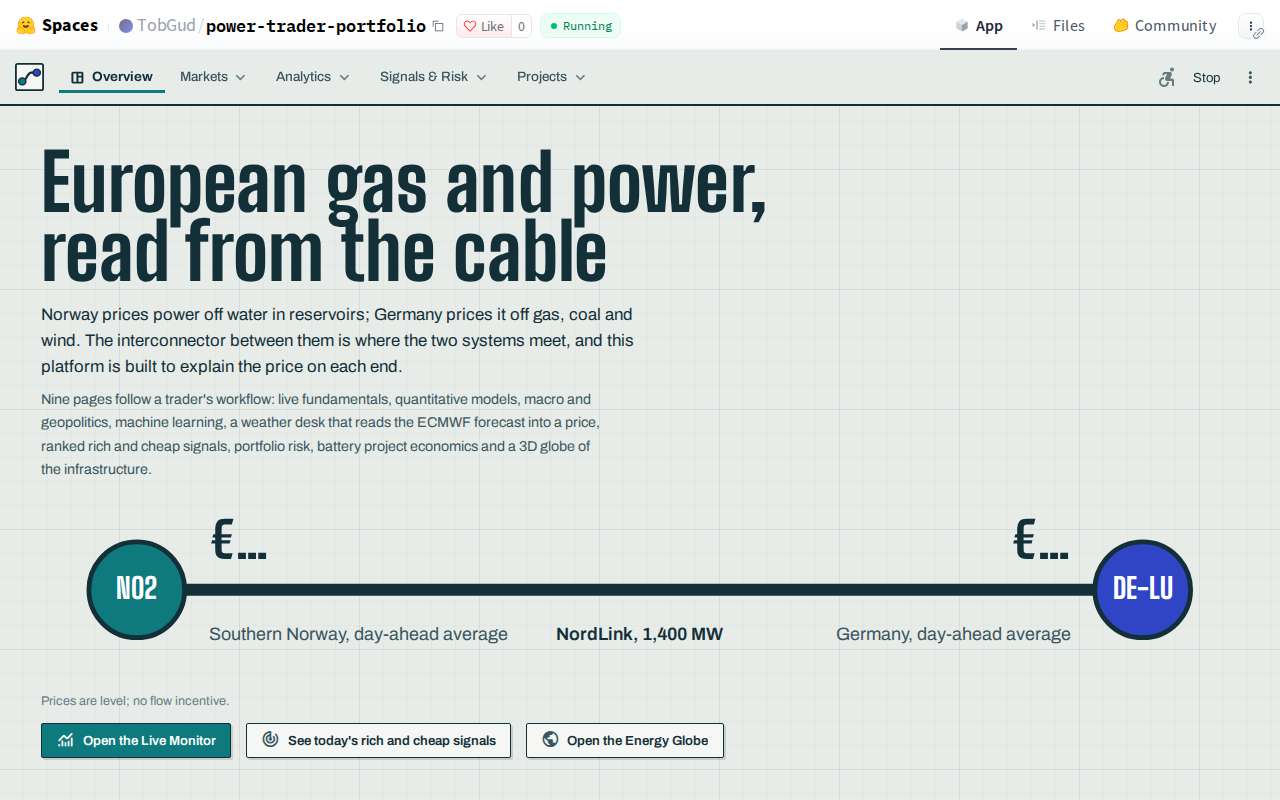 Spaces
TobGud/power-trader-portfolio
Like 0
Running
App
Files
Community
Overview
Markets
Analytics
Signals & Risk
Projects
Stop
European gas and power,
read from the cable
Norway prices power off water in reservoirs; Germany prices it off gas, coal and
wind. The interconnector between them is where the two systems meet, and this
platform is built to explain the price on each end.
Nine pages follow a trader's workflow: live fundamentals, quantitative models, macro and
geopolitics, machine learning, a weather desk that reads the ECMWF forecast into a price,
ranked rich and cheap signals, portfolio risk, battery project economics and a 3D globe of
the infrastructure.
€... €...
NO2 DE-LU
Southern Norway, day-ahead average NordLink, 1,400 MW Germany, day-ahead average
Prices are level; no flow incentive.
Open the Live Monitor
See today's rich and cheap signals
Open the Energy Globe